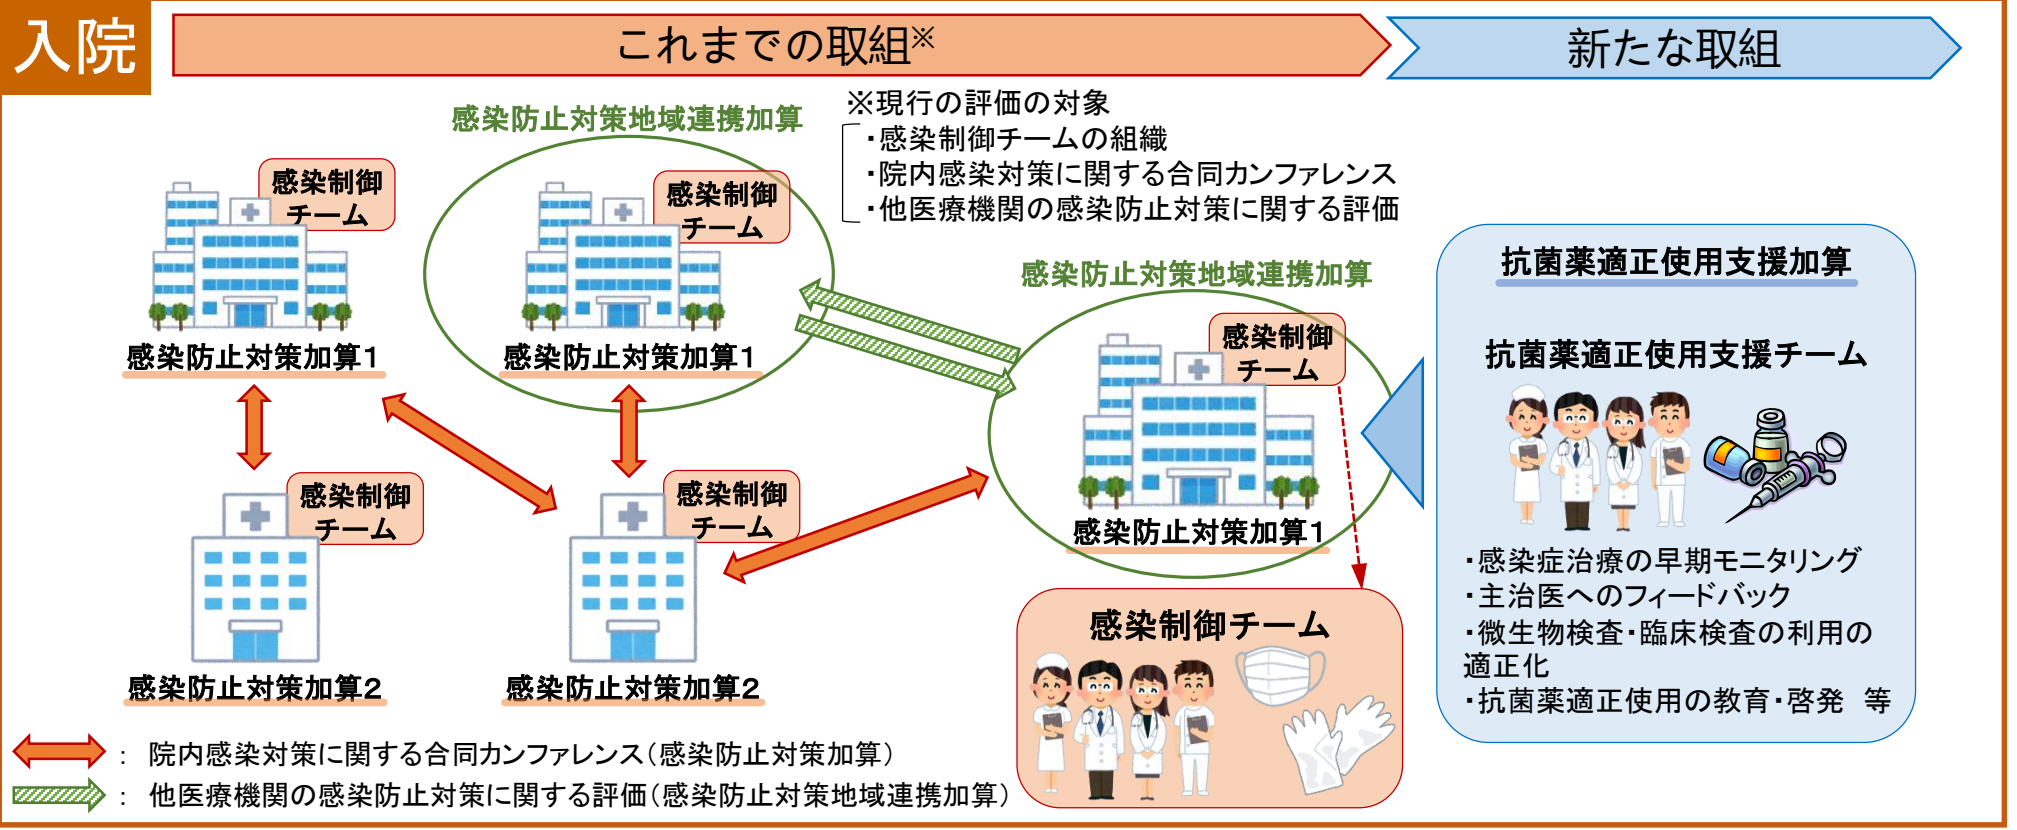 入院
これまでの取組※
新たな取組
※現行の評価の対象
・感染制御チームの組織
・院内感染対策に関する合同カンファレンス
・他医療機関の感染防止対策に関する評価
感染防止対策地域連携加算
感染制御
チーム
感染防止対策加算1
感染制御
チーム
感染防止対策加算1
感染防止対策地域連携加算
感染制御
チーム
感染防止対策加算1
感染制御
チーム
感染防止対策加算2
感染制御
チーム
感染防止対策加算2
感染制御チーム
抗菌薬適正使用支援加算
抗菌薬適正使用支援チーム
・感染症治療の早期モニタリング
・主治医へのフィードバック
・微生物検査・臨床検査の利用の
適正化
・抗菌薬適正使用の教育・啓発　等
： 院内感染対策に関する合同カンファレンス（感染防止対策加算）
： 他医療機関の感染防止対策に関する評価（感染防止対策地域連携加算）